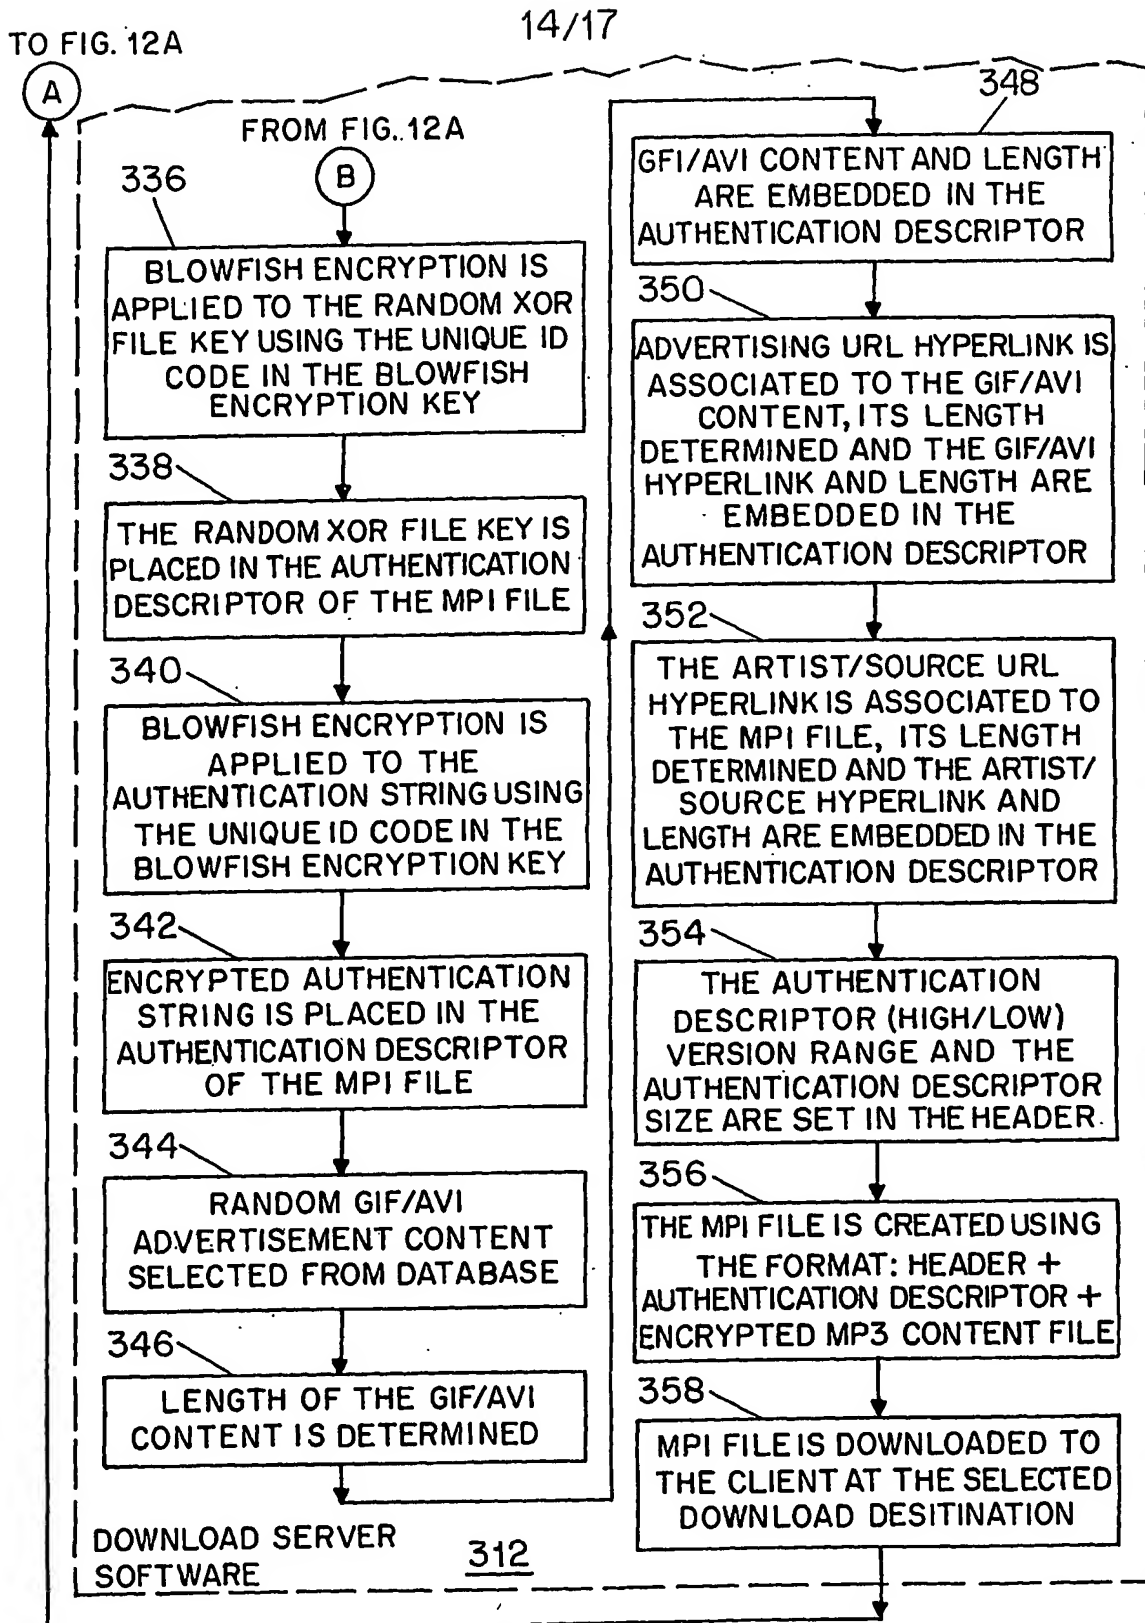 14/17
TO FIG. 12A
A
FROM FIG. 12A
B
336
BLOWFISH ENCRYPTION IS
APPLIED TO THE RANDOM XOR
FILE KEY USING THE UNIQUE ID
CODE IN THE BLOWFISH
ENCRYPTION KEY
338
THE RANDOM XOR FILE KEY IS
PLACED IN THE AUTHENTICATION
DESCRIPTOR OF THE MPI FILE
340
BLOWFISH ENCRYPTION IS
APPLIED TO THE
AUTHENTICATION STRING USING
THE UNIQUE ID CODE IN THE
BLOWFISH ENCRYPTION KEY
342
ENCRYPTED AUTHENTICATION
STRING IS PLACED IN THE
AUTHENTICATION DESCRIPTOR
OF THE MPI FILE
344
RANDOM GIF/AVI
ADVERTISEMENT CONTENT
SELECTED FROM DATABASE
346
LENGTH OF THE GIF/AVI
CONTENT IS DETERMINED
DOWNLOAD SERVER
SOFTWARE
312
348
GFI/AVI CONTENT AND LENGTH
ARE EMBEDDED IN THE
AUTHENTICATION DESCRIPTOR
350
ADVERTISING URL HYPERLINK IS
ASSOCIATED TO THE GIF/AVI
CONTENT, ITS LENGTH
DETERMINED AND THE GIF/AVI
HYPERLINK AND LENGTH ARE
EMBEDDED IN THE
AUTHENTICATION DESCRIPTOR
352
THE ARTIST/SOURCE URL
HYPERLINK IS ASSOCIATED TO
THE MPI FILE, ITS LENGTH
DETERMINED AND THE ARTIST/
SOURCE HYPERLINK AND
LENGTH ARE EMBEDDED IN THE
AUTHENTICATION DESCRIPTOR
354
THE AUTHENTICATION
DESCRIPTOR (HIGH/LOW)
VERSION RANGE AND THE
AUTHENTICATION DESCRIPTOR
SIZE ARE SET IN THE HEADER.
356
THE MPI FILE IS CREATED USING
THE FORMAT: HEADER +
AUTHENTICATION DESCRIPTOR +
ENCRYPTED MP3 CONTENT FILE
358
MPI FILE IS DOWNLOADED TO
THE CLIENT AT THE SELECTED
DOWNLOAD DESITINATION